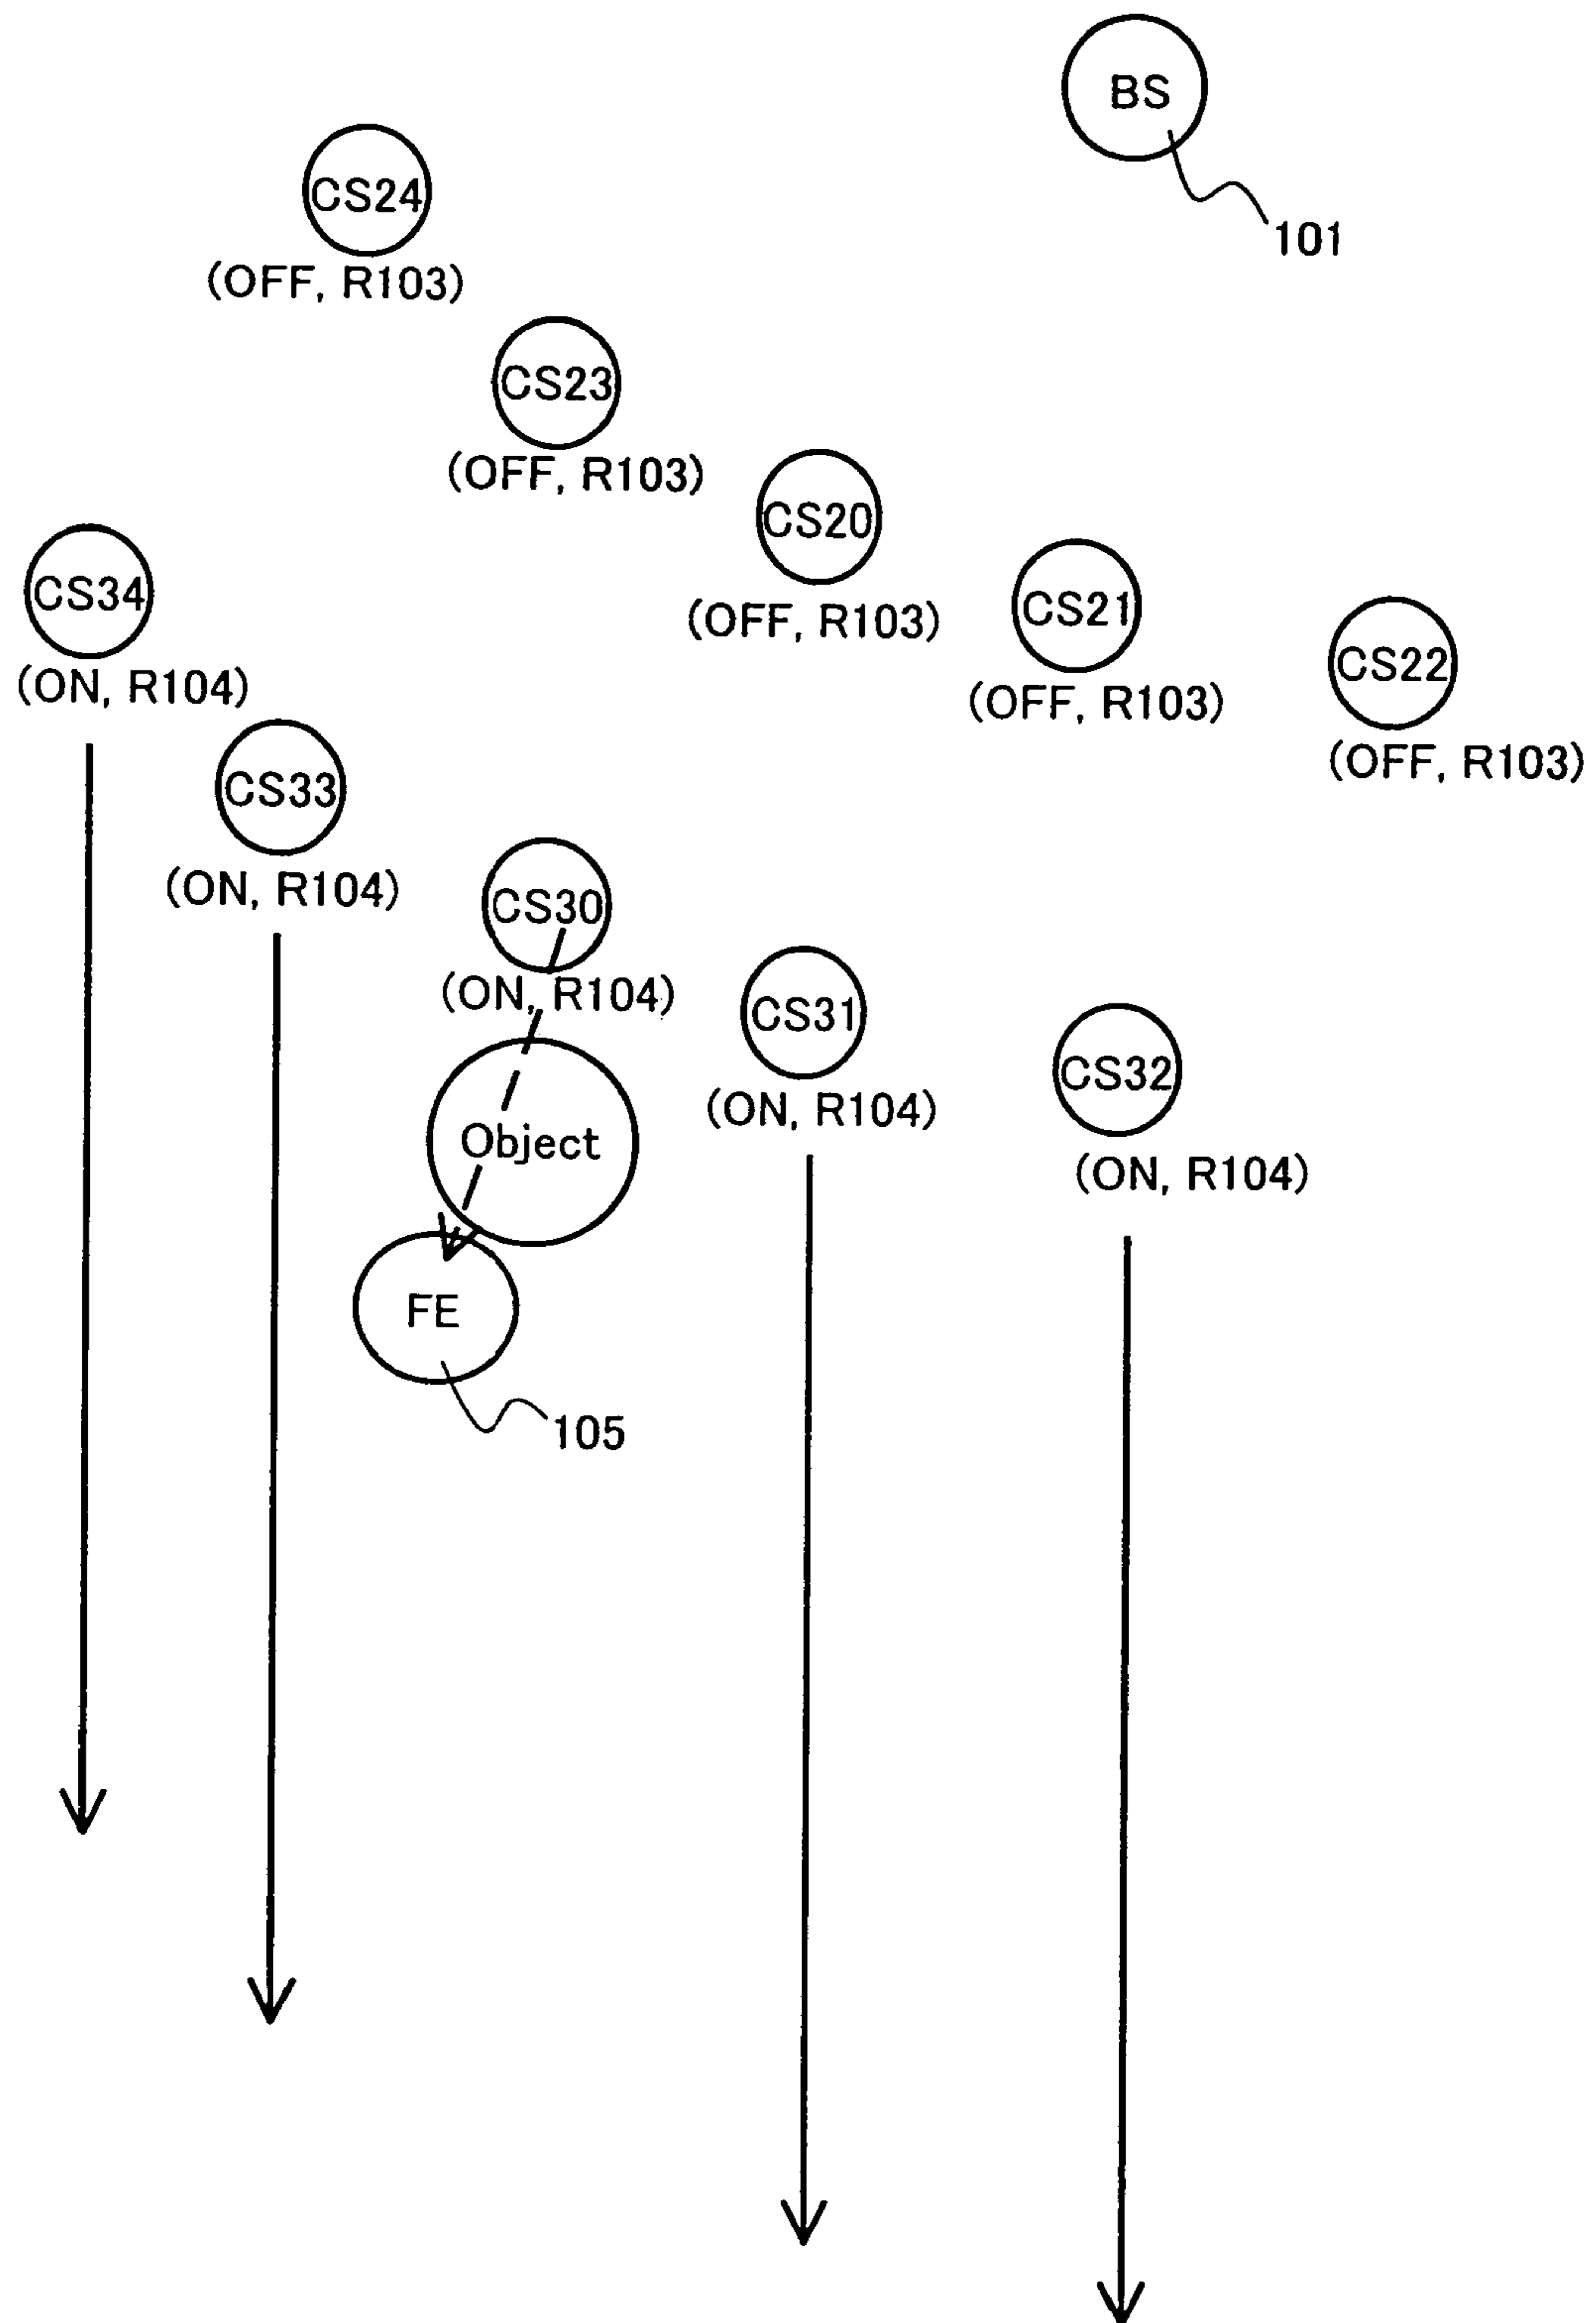 BS
101
CS24
(OFF, R103)
CS23
(OFF, R103)
CS20
(OFF, R103)
CS21
(OFF, R103)
CS22
(OFF, R103)
CS34
(ON, R104)
CS33
(ON, R104)
CS30
(ON, R104)
CS31
(ON, R104)
CS32
(ON, R104)
Object
FE
105